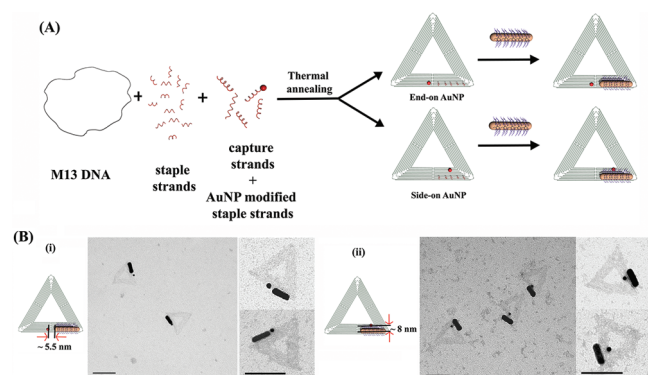 (A)
M13 DNA
+
staple
strands
+
capture
strands
+
AuNP modified
staple strands
Thermal
annealing
End-on AuNP
Side-on AuNP
(B)
(i)
~ 5.5 nm
(ii)
~ 8 nm